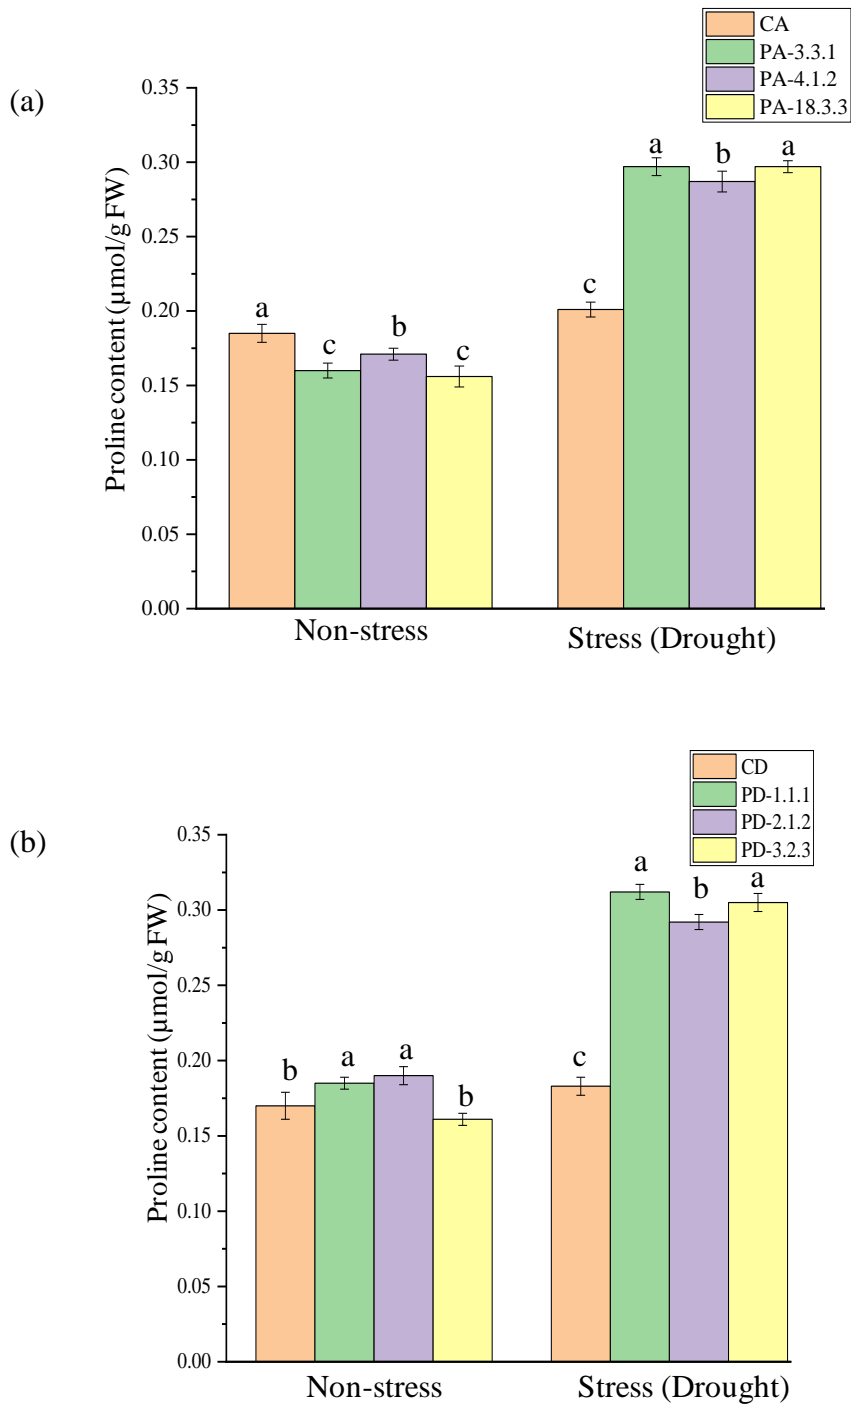 CA
PA-3.3.1
PA-4.1.2
PA-18.3.3
(a)
Proline content (µmol/g FW)
0.35
0.30
0.25
0.20
0.15
0.10
0.05
0.00
a
c
b
c
c
a
b
a
Non-stress
Stress (Drought)
CD
PD-1.1.1
PD-2.1.2
PD-3.2.3
(b)
Proline content (µmol/g FW)
0.35
0.30
0.25
0.20
0.15
0.10
0.05
0.00
b
a
a
b
c
a
b
a
Non-stress
Stress (Drought)